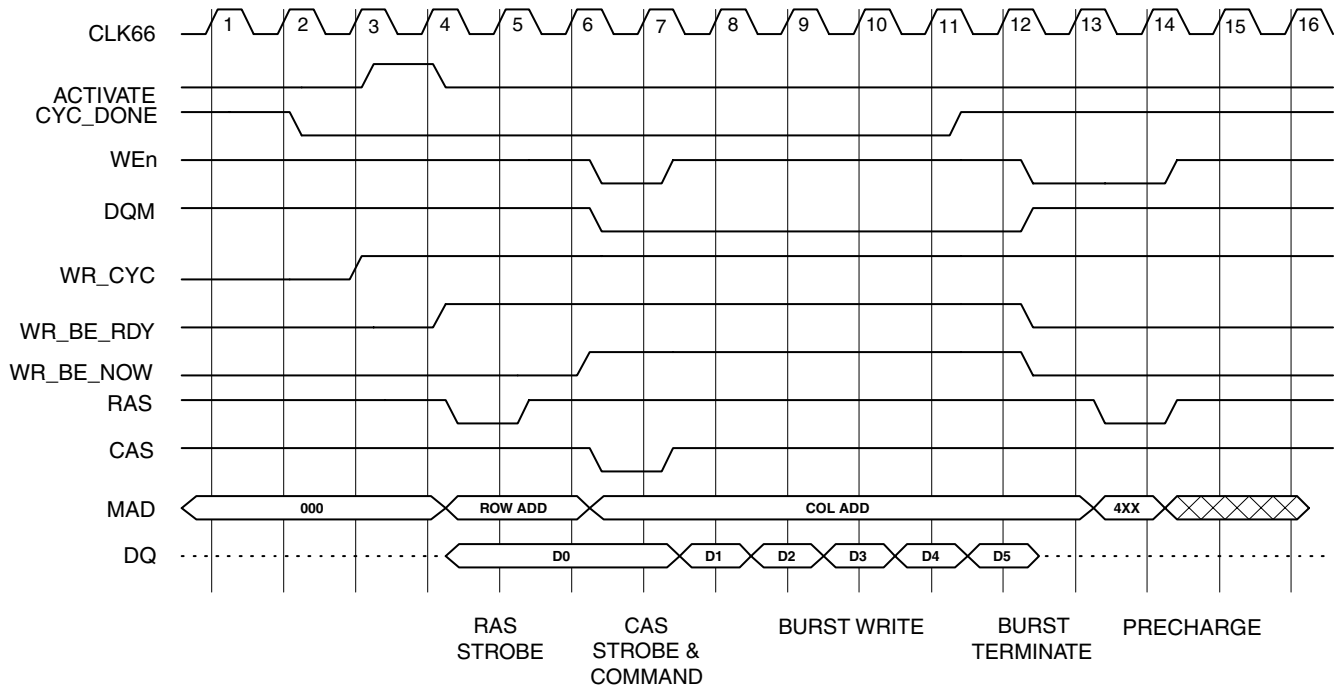 CLK66 1 2 3 4 5 6 7 8 9 10 11 12 13 14 15 16
ACTIVATE
CYC_DONE
WEn
DQM
WR_CYC
WR_BE_RDY
WR_BE_NOW
RAS
CAS
MAD 000 ROW ADD COL ADD 4XX
DQ D0 D1 D2 D3 D4 D5
RAS
STROBE
CAS
STROBE &
COMMAND
BURST WRITE
BURST
TERMINATE
PRECHARGE